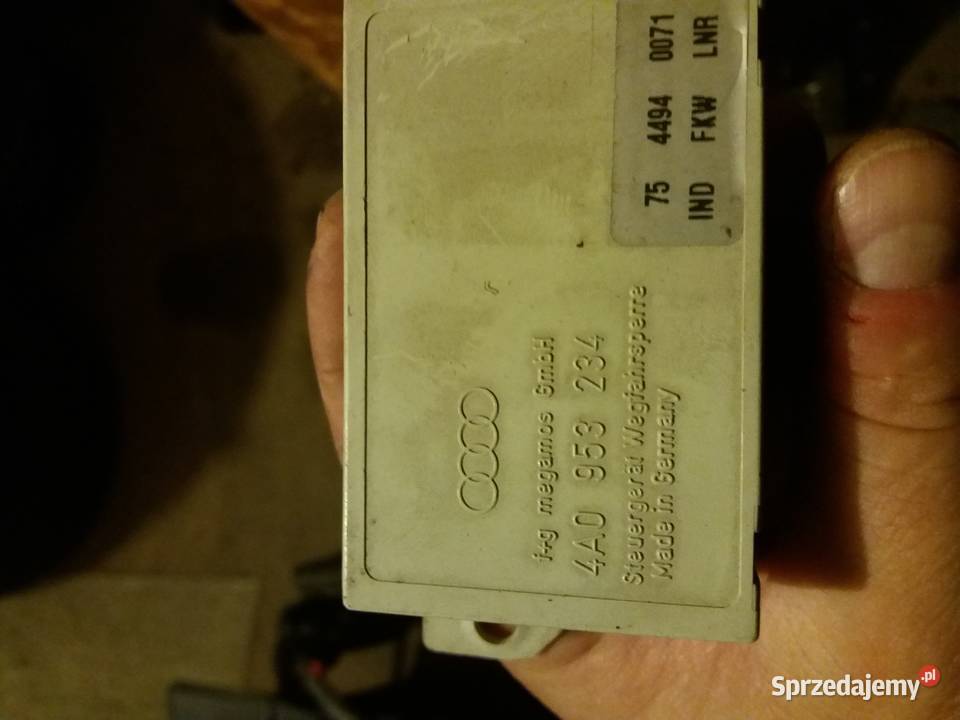 f+g megamos GmbH
4A0 953 234
Steuergerät Wegfahrsperre
Made in Germany
75 4494 0071
IND FKW LNR
Sprzedajemy.pl